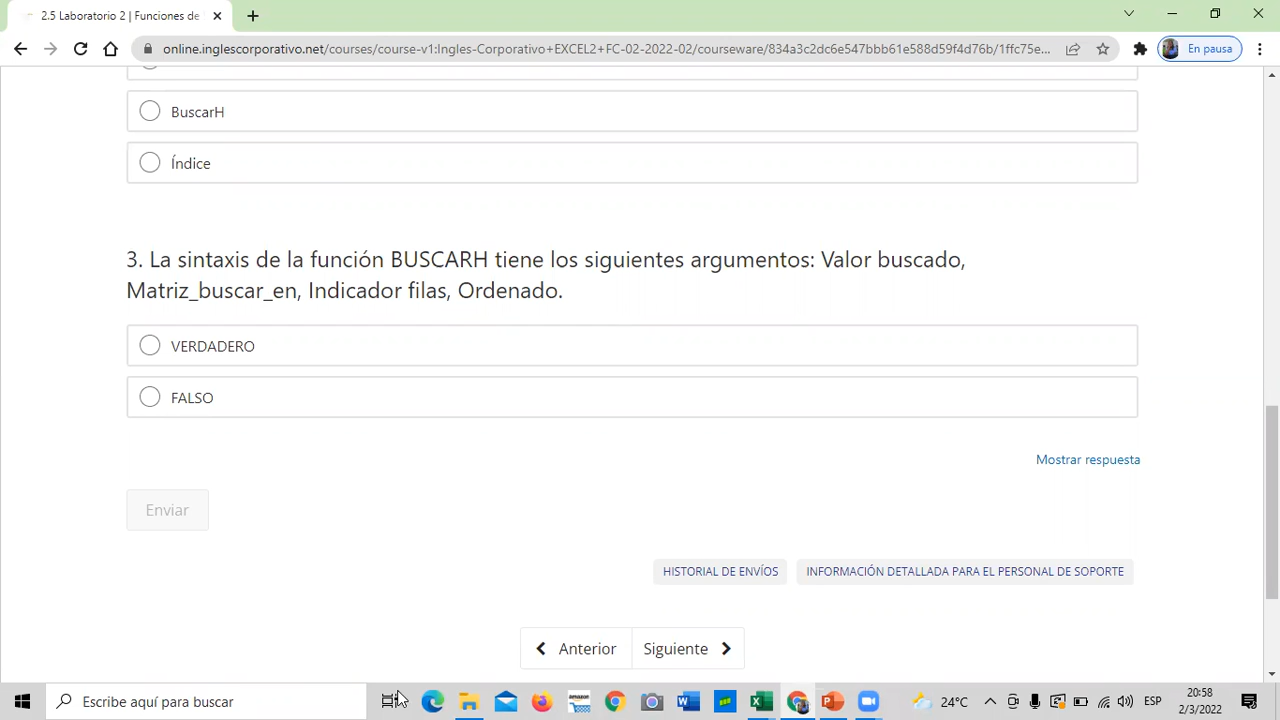 2.5 Laboratorio 2 | Funciones de
online.inglescorporativo.net/courses/course-v1:Ingles-Corporativo+EXCEL2+FC-02-2022-02/courseware/834a3c2dc6e547bbb61e588d59f4d76b/1ffc75e...
En pausa
BuscarH
Índice
3. La sintaxis de la función BUSCARH tiene los siguientes argumentos: Valor buscado,
Matriz_buscar_en, Indicador filas, Ordenado.
VERDADERO
FALSO
Mostrar respuesta
Enviar
HISTORIAL DE ENVÍOS
INFORMACIÓN DETALLADA PARA EL PERSONAL DE SOPORTE
Anterior
Siguiente
Escribe aquí para buscar
24°C
ESP
20:58
2/3/2022